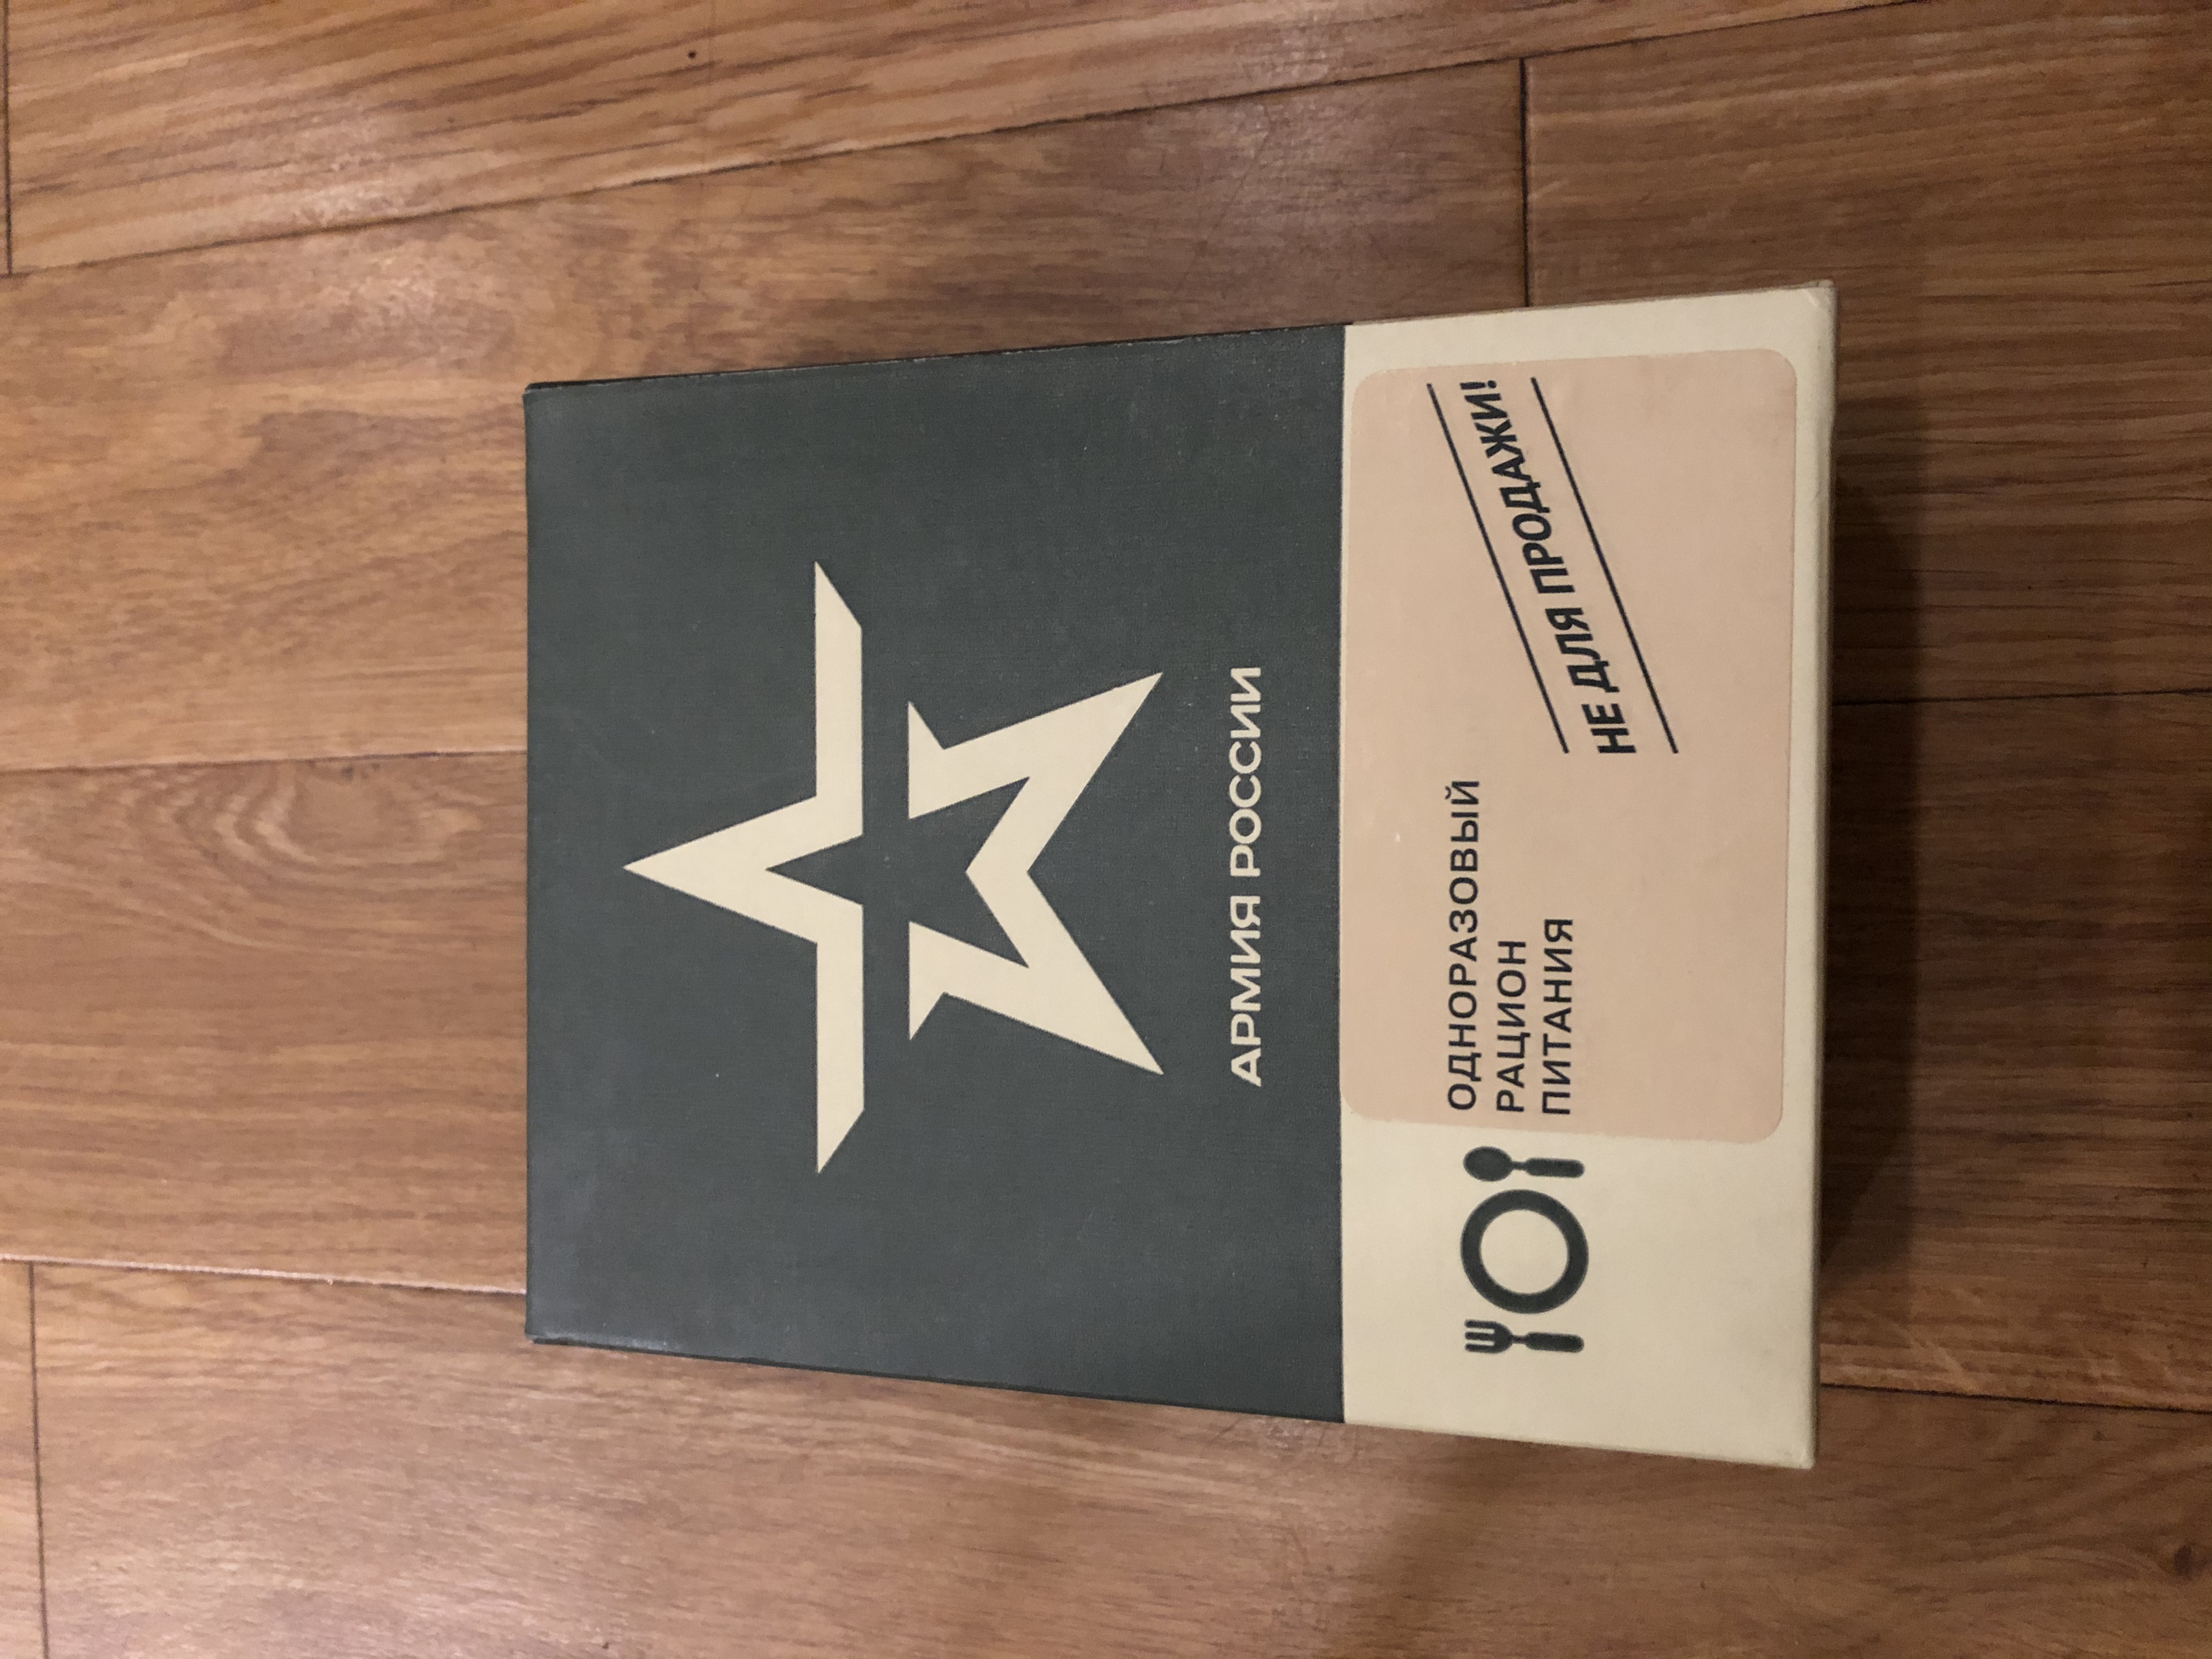 АРМИЯ РОССИИ
ОДНОРАЗОВЫЙ
РАЦИОН
ПИТАНИЯ
НЕ ДЛЯ ПРОДАЖИ!